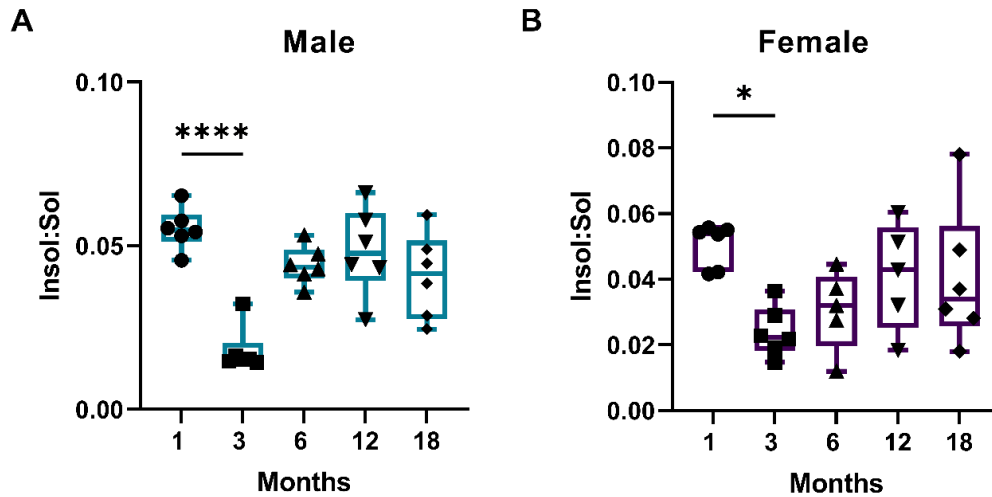 A
Male
0.10
0.05
0.00
Insol:Sol
****
1 3 6 12 18
Months
B
Female
0.10
0.08
0.06
0.04
0.02
0.00
Insol:Sol
*
1 3 6 12 18
Months